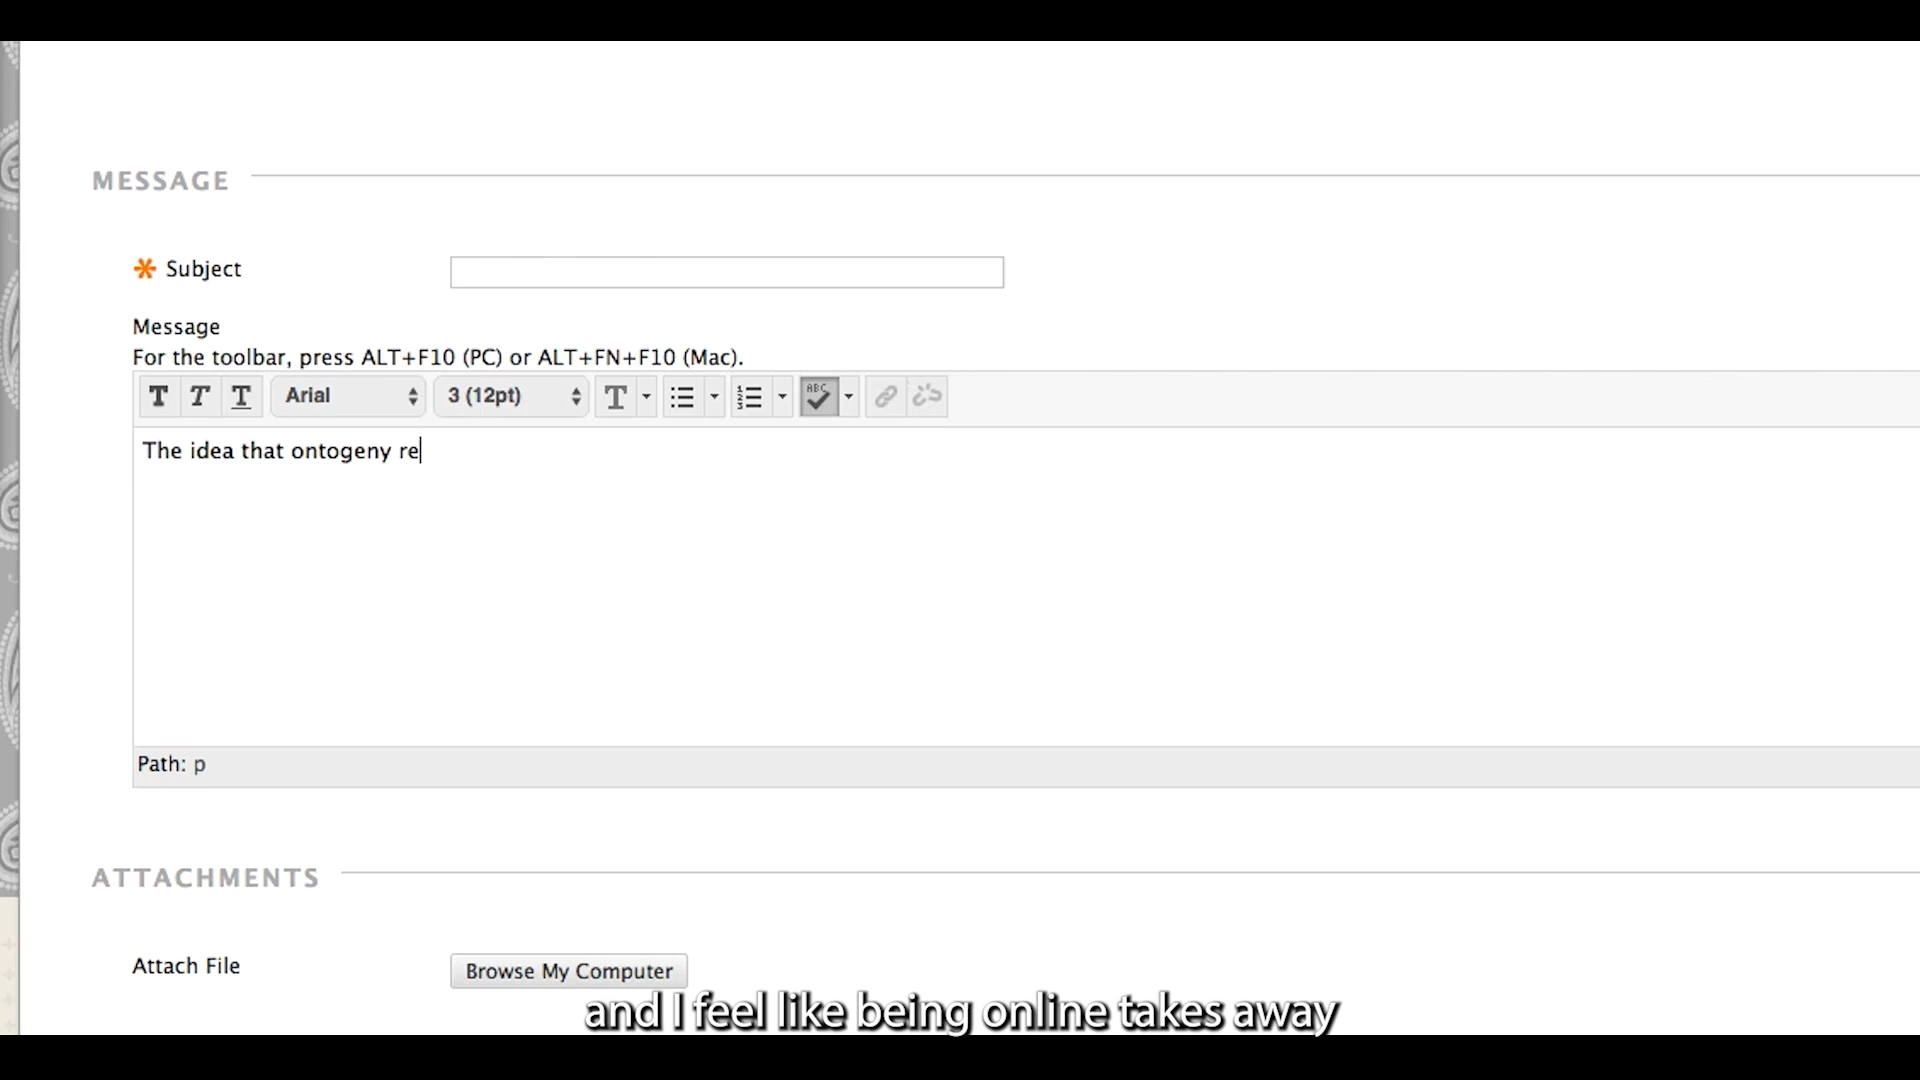 MESSAGE
* Subject
Message
For the toolbar, press ALT+F10 (PC) or ALT+FN+F10 (Mac).
T T T Arial 3 (12pt) T ABC
The idea that ontogeny re
Path: p
ATTACHMENTS
Attach File
Browse My Computer
and I feel like being online takes away